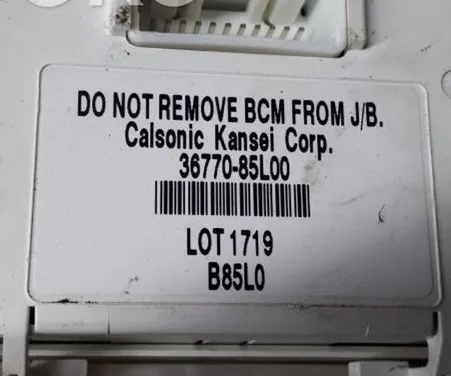 DO NOT REMOVE BCM FROM J/B.
Calsonic Kansei Corp.
36770-85L00
LOT 1719
B85L0